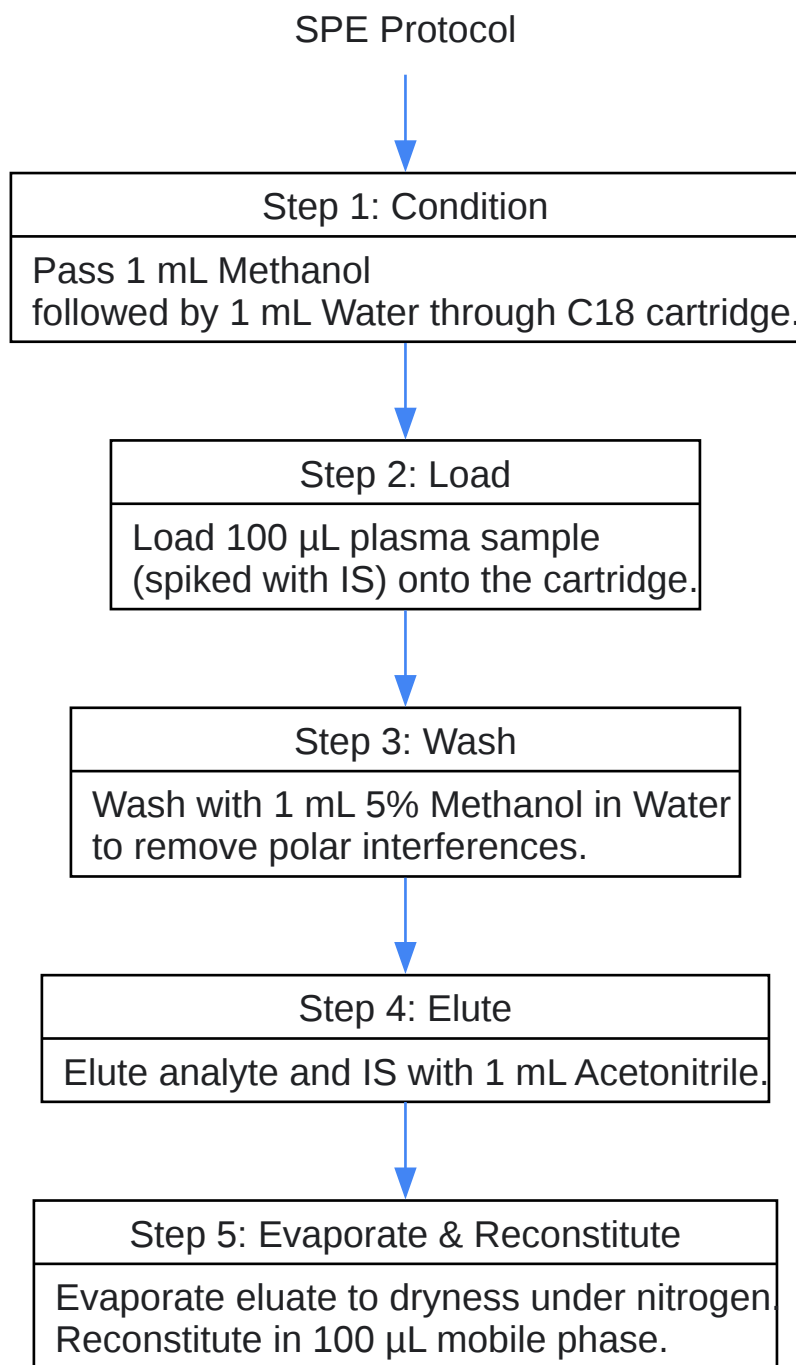 SPE Protocol
Step 1: Condition
Pass 1 mL Methanol
followed by 1 mL Water through C18 cartridge.
Step 2: Load
Load 100 µL plasma sample
(spiked with IS) onto the cartridge.
Step 3: Wash
Wash with 1 mL 5% Methanol in Water
to remove polar interferences.
Step 4: Elute
Elute analyte and IS with 1 mL Acetonitrile.
Step 5: Evaporate & Reconstitute
Evaporate eluate to dryness under nitrogen.
Reconstitute in 100 µL mobile phase.